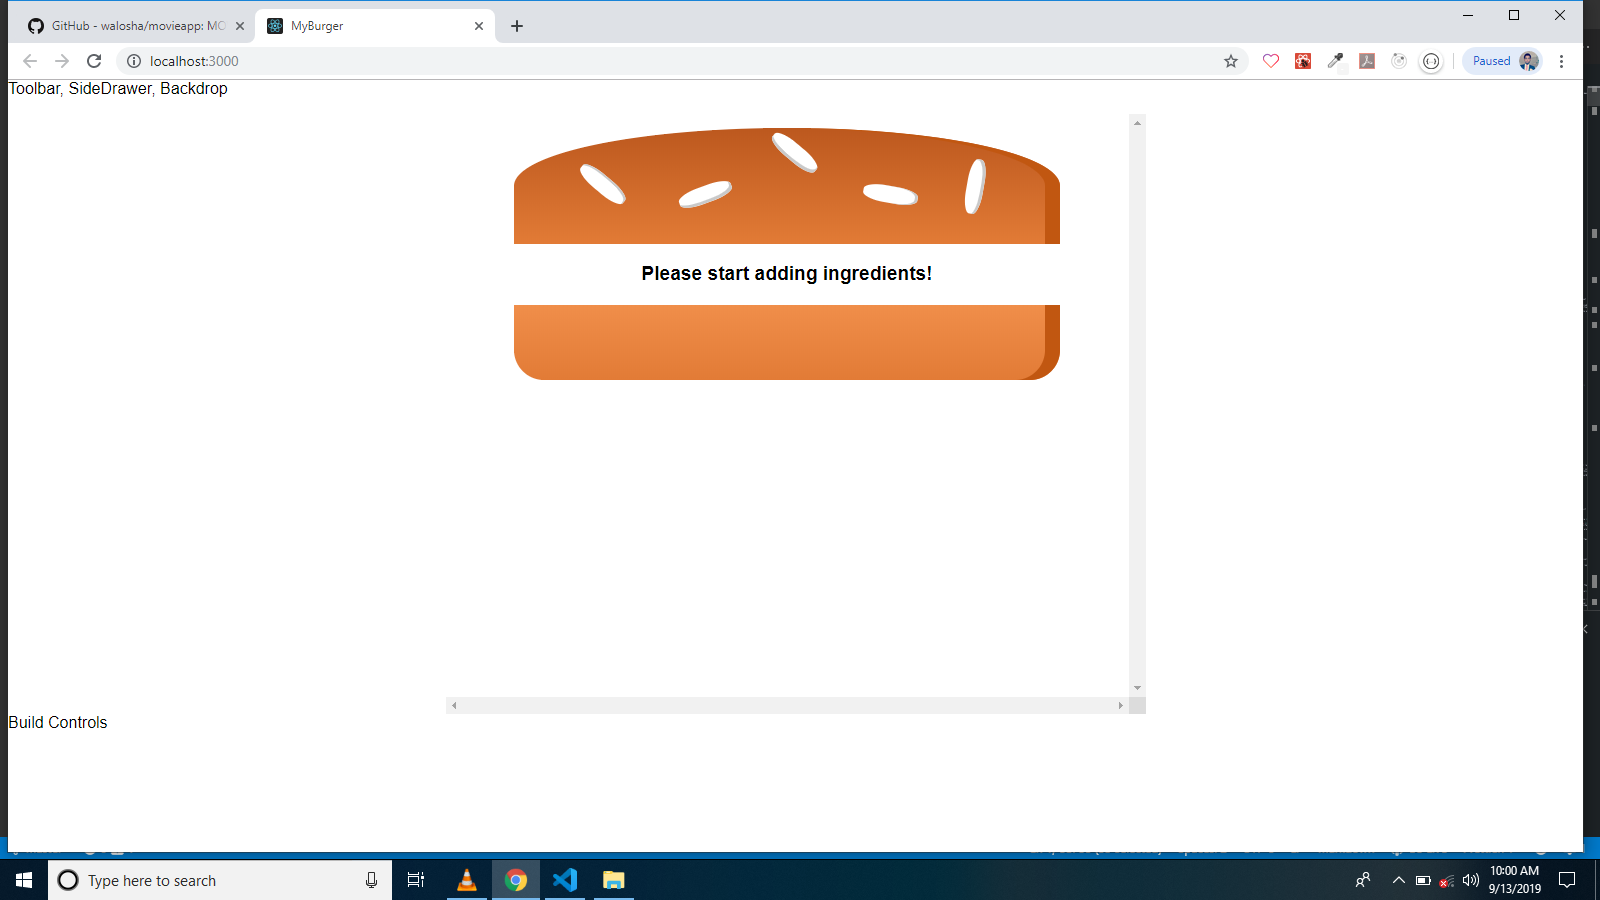 GitHub - walosha/movieapp: MO
MyBurger
localhost:3000
Paused
Toolbar, SideDrawer, Backdrop
Please start adding ingredients!
Build Controls
Type here to search
10:00 AM
9/13/2019